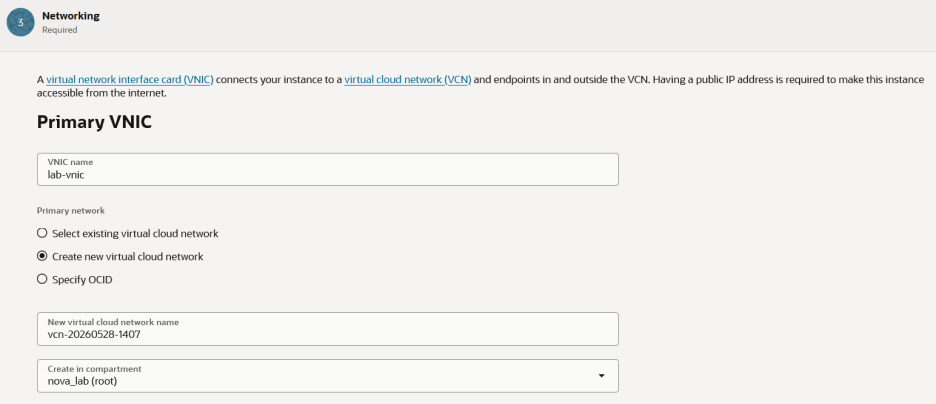 3
Networking
Required
A virtual network interface card (VNIC) connects your instance to a virtual cloud network (VCN) and endpoints in and outside the VCN. Having a public IP address is required to make this instance
accessible from the internet.
Primary VNIC
VNIC name
lab-vnic
Primary network
Select existing virtual cloud network
Create new virtual cloud network
Specify OCID
New virtual cloud network name
vcn-20260528-1407
Create in compartment
nova_lab (root)